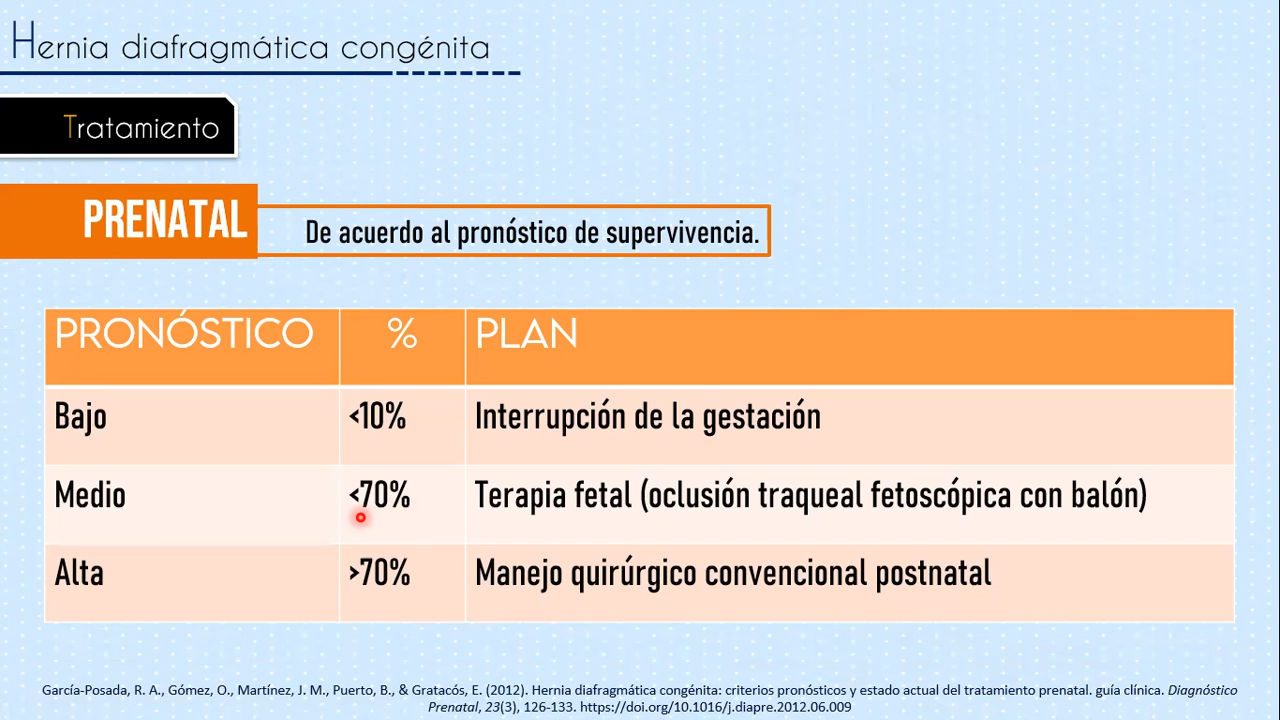 Hernia diafragmática congénita
Tratamiento
PRENATAL
De acuerdo al pronóstico de supervivencia.
PRONÓSTICO % PLAN
Bajo <10% Interrupción de la gestación
Medio <70% Terapia fetal (oclusión traqueal fetoscópica con balón)
Alta >70% Manejo quirúrgico convencional postnatal
García-Posada, R. A., Gómez, O., Martínez, J. M., Puerto, B., & Gratacós, E. (2012). Hernia diafragmática congénita: criterios pronósticos y estado actual del tratamiento prenatal. guía clínica. Diagnóstico
Prenatal, 23(3), 126-133. https://doi.org/10.1016/j.diapre.2012.06.009